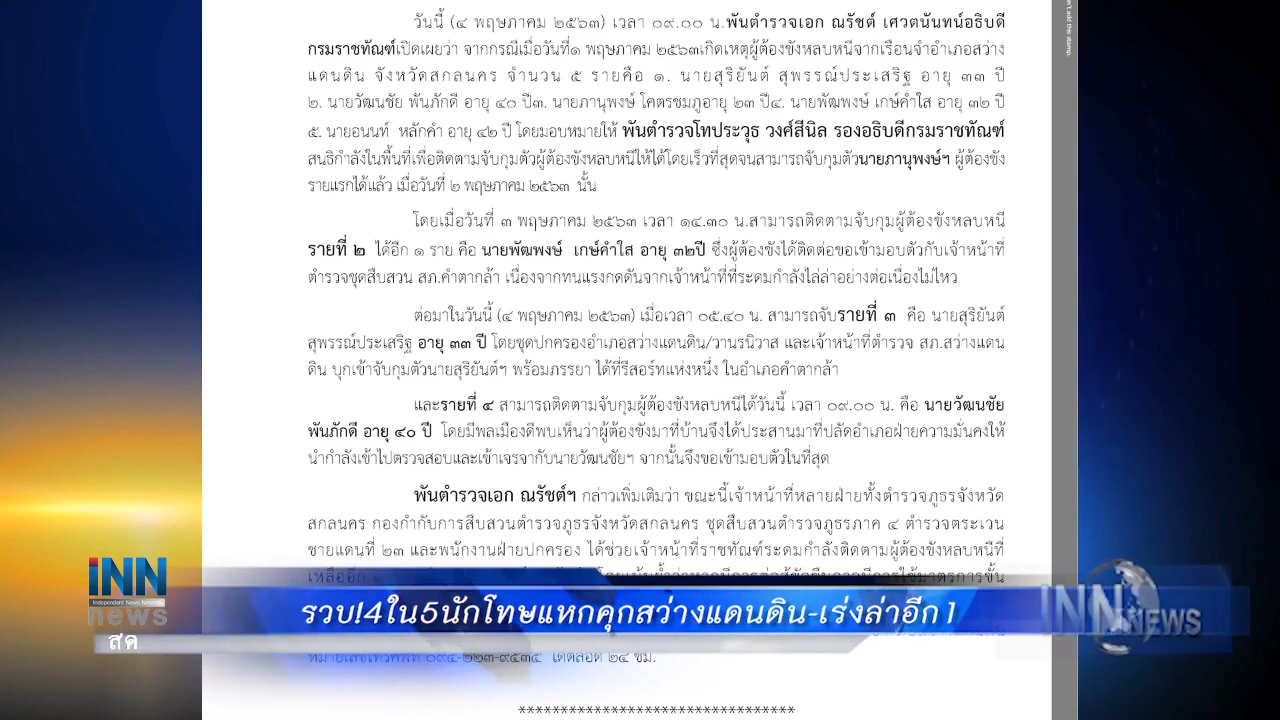 วันนี้ (๔ พฤษภาคม ๒๕๖๓) เวลา ๐๙.๐๐ น.พันตำรวจเอก ณรัชต์ เศวตนันทน์อธิบดี
กรมราชทัณฑ์เปิดเผยว่า จากกรณีเมื่อวันที่๑ พฤษภาคม ๒๕๖๓เกิดเหตุผู้ต้องขังหลบหนีจากเรือนจำอำเภอสว่าง
แดนดิน จังหวัดสกลนคร จำนวน ๕ รายคือ ๑. นายสุริยันต์ สุพรรณ์ประเสริฐ อายุ ๓๓ ปี
๒. นายวัฒนชัย พันภักดี อายุ ๔๐ ปี๓. นายภานุพงษ์ โคตรชมภูอายุ ๒๓ ปี๔. นายพัฒพงษ์ เกษ์คำใส อายุ ๓๒ ปี
๕. นายอนนท์ หลักคำ อายุ ๔๒ ปี โดยมอบหมายให้ พันตำรวจโทประวุธ วงศ์สีนิล รองอธิบดีกรมราชทัณฑ์
สนธิกำลังในพื้นที่เพื่อติดตามจับกุมตัวผู้ต้องขังหลบหนีให้ได้โดยเร็วที่สุดจนสามารถจับกุมตัวนายภานุพงษ์ฯ ผู้ต้องขัง
รายแรกได้แล้ว เมื่อวันที่ ๒ พฤษภาคม ๒๕๖๓ นั้น
โดยเมื่อวันที่ ๓ พฤษภาคม ๒๕๖๓ เวลา ๑๔.๓๐ น.สามารถติดตามจับกุมผู้ต้องขังหลบหนี
รายที่ ๒ ได้อีก ๑ ราย คือ นายพัฒพงษ์ เกษ์คำใส อายุ ๓๒ปี ซึ่งผู้ต้องขังได้ติดต่อขอเข้ามอบตัวกับเจ้าหน้าที่
ตำรวจชุดสืบสวน สภ.คำตากล้า เนื่องจากทนแรงกดดันจากเจ้าหน้าที่ที่ระดมกำลังไล่ล่าอย่างต่อเนื่องไม่ไหว
ต่อมาในวันนี้ (๔ พฤษภาคม ๒๕๖๓) เมื่อเวลา ๐๕.๔๐ น. สามารถจับรายที่ ๓ คือ นายสุริยันต์
สุพรรณ์ประเสริฐ อายุ ๓๓ ปี โดยชุดปกครองอำเภอสว่างแดนดิน/วานรนิวาส และเจ้าหน้าที่ตำรวจ สภ.สว่างแดน
ดิน บุกเข้าจับกุมตัวนายสุริยันต์ฯ พร้อมภรรยา ได้ที่รีสอร์ทแห่งหนึ่ง ในอำเภอคำตากล้า
และรายที่ ๔ สามารถติดตามจับกุมผู้ต้องขังหลบหนีได้วันนี้ เวลา ๐๙.๐๐ น. คือ นายวัฒนชัย
พันภักดี อายุ ๔๐ ปี โดยมีพลเมืองดีพบเห็นว่าผู้ต้องขังมาที่บ้านจึงได้ประสานมาที่ปลัดอำเภอฝ่ายความมั่นคงให้
นำกำลังเข้าไปตรวจสอบและเข้าเจรจากับนายวัฒนชัยฯ จากนั้นจึงขอเข้ามอบตัวในที่สุด
พันตำรวจเอก ณรัชต์ฯ กล่าวเพิ่มเติมว่า ขณะนี้เจ้าหน้าที่หลายฝ่ายทั้งตำรวจภูธรจังหวัด
สกลนคร กองกำกับการสืบสวนตำรวจภูธรจังหวัดสกลนคร ชุดสืบสวนตำรวจภูธรภาค ๔ ตำรวจตระเวน
ชายแดนที่ ๒๓ และพนักงานฝ่ายปกครอง ได้ช่วยเจ้าหน้าที่ราชทัณฑ์ระดมกำลังติดตามผู้ต้องขังหลบหนีที่
เหลืออีก
iNN
Independent News Network
news
สด
รวบ!4ใน5นักโทษแหกคุกสว่างแดนดิน-เร่งล่าอีก1
INN NEWS
๒๔ ชม.
*******************************